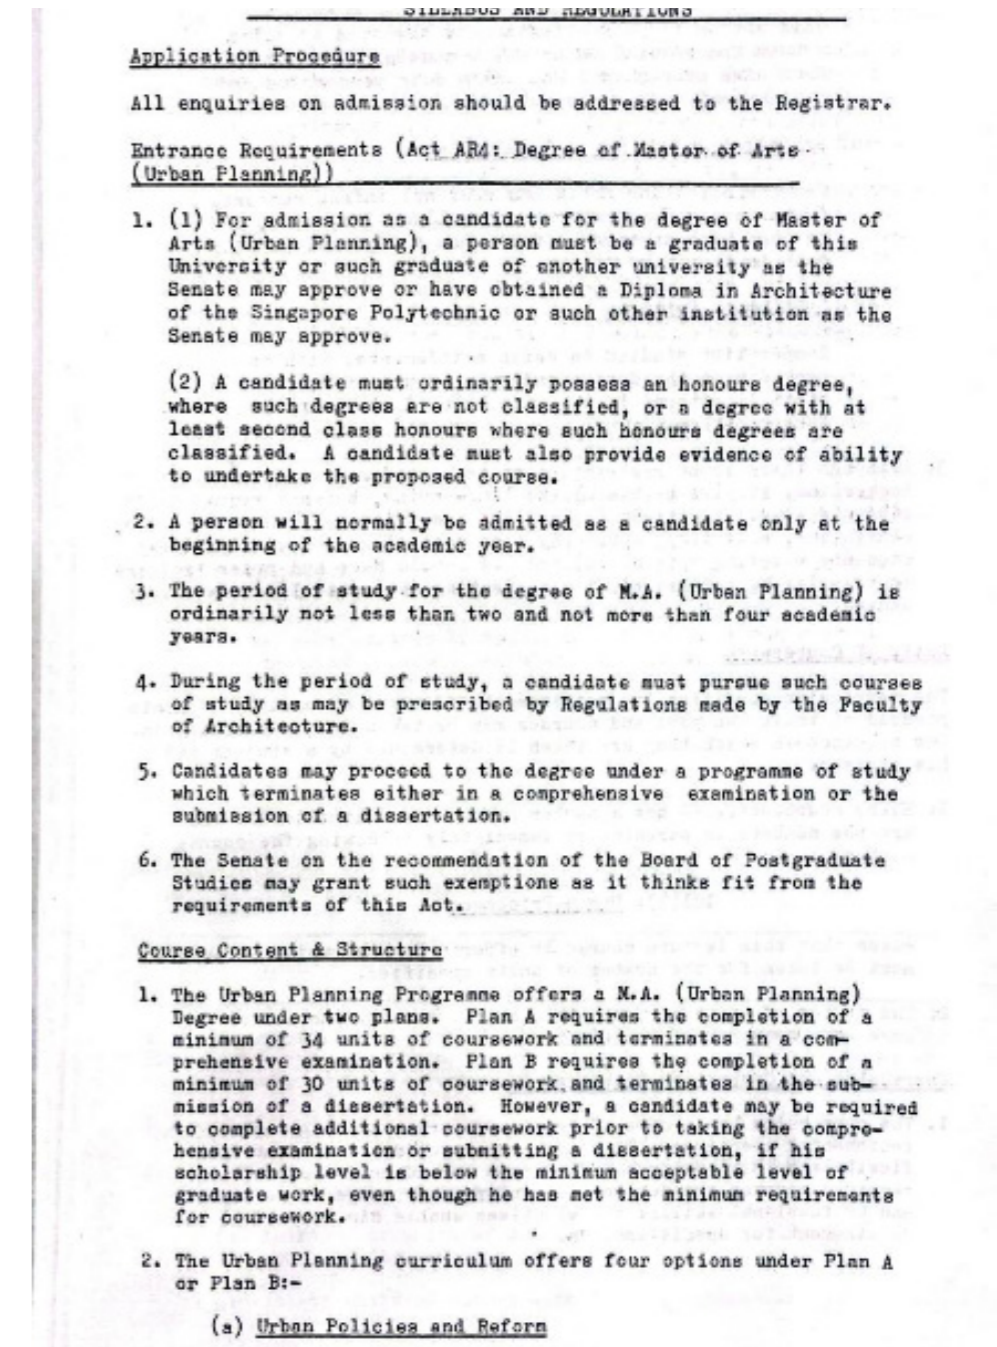 SYLLABUS AND REGULATIONS
Application Procedure
All enquiries on admission should be addressed to the Registrar.
Entrance Requirements (Act AR4: Degree of Master of Arts
(Urban Planning))
1. (1) For admission as a candidate for the degree of Master of
Arts (Urban Planning), a person must be a graduate of this
University or such graduate of another university as the
Senate may approve or have obtained a Diploma in Architecture
of the Singapore Polytechnic or such other institution as the
Senate may approve.
(2) A candidate must ordinarily possess an honours degree,
where such degrees are not classified, or a degree with at
least second class honours where such honours degrees are
classified. A candidate must also provide evidence of ability
to undertake the proposed course.
2. A person will normally be admitted as a candidate only at the
beginning of the academic year.
3. The period of study for the degree of M.A. (Urban Planning) is
ordinarily not less than two and not more than four academic
years.
4. During the period of study, a candidate must pursue such courses
of study as may be prescribed by Regulations made by the Faculty
of Architecture.
5. Candidates may proceed to the degree under a programme of study
which terminates either in a comprehensive examination or the
submission of a dissertation.
6. The Senate on the recommendation of the Board of Postgraduate
Studies may grant such exemptions as it thinks fit from the
requirements of this Act.
Course Content & Structure
1. The Urban Planning Programme offers a M.A. (Urban Planning)
Degree under two plans. Plan A requires the completion of a
minimum of 34 units of coursework and terminates in a com-
prehensive examination. Plan B requires the completion of a
minimum of 30 units of coursework and terminates in the sub-
mission of a dissertation. However, a candidate may be required
to complete additional coursework prior to taking the compre-
hensive examination or submitting a dissertation, if his
scholarship level is below the minimum acceptable level of
graduate work, even though he has met the minimum requirements
for coursework.
2. The Urban Planning curriculum offers four options under Plan A
or Plan B:-
(a) Urban Policies and Reform